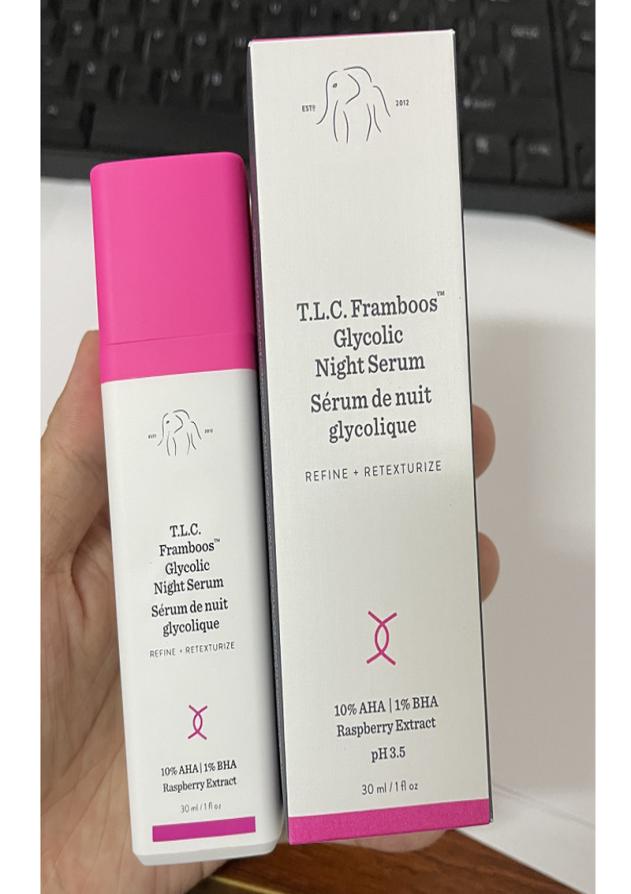 ESTD 2012
T.L.C. Framboos™
Glycolic
Night Serum
Sérum de nuit
glycolique
REFINE + RETEXTURIZE
10% AHA | 1% BHA
Raspberry Extract
pH 3.5
30 ml / 1 fl oz
T.L.C.
Framboos™
Glycolic
Night Serum
Sérum de nuit
glycolique
REFINE + RETEXTURIZE
10% AHA | 1% BHA
Raspberry Extract
30 ml / 1 fl oz